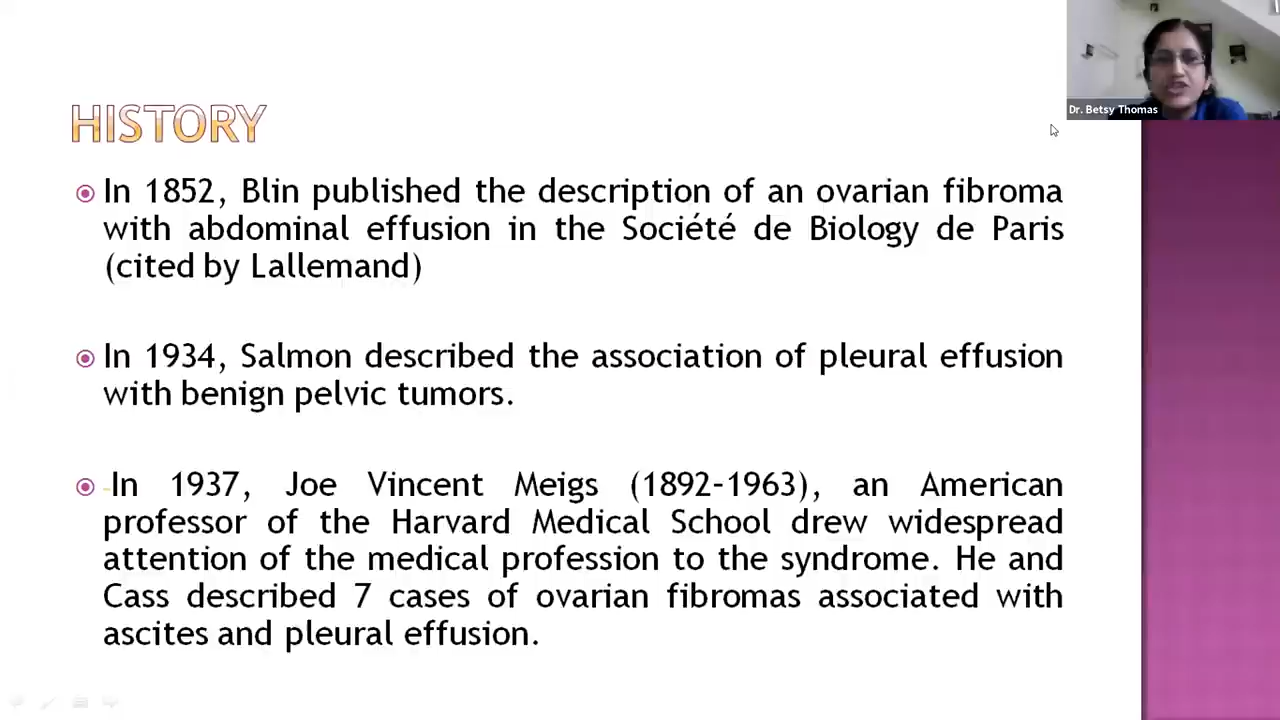 Dr. Betsy Thomas
HISTORY
In 1852, Blin published the description of an ovarian fibroma
with abdominal effusion in the Société de Biology de Paris
(cited by Lallemand)
In 1934, Salmon described the association of pleural effusion
with benign pelvic tumors.
-In 1937, Joe Vincent Meigs (1892-1963), an American
professor of the Harvard Medical School drew widespread
attention of the medical profession to the syndrome. He and
Cass described 7 cases of ovarian fibromas associated with
ascites and pleural effusion.